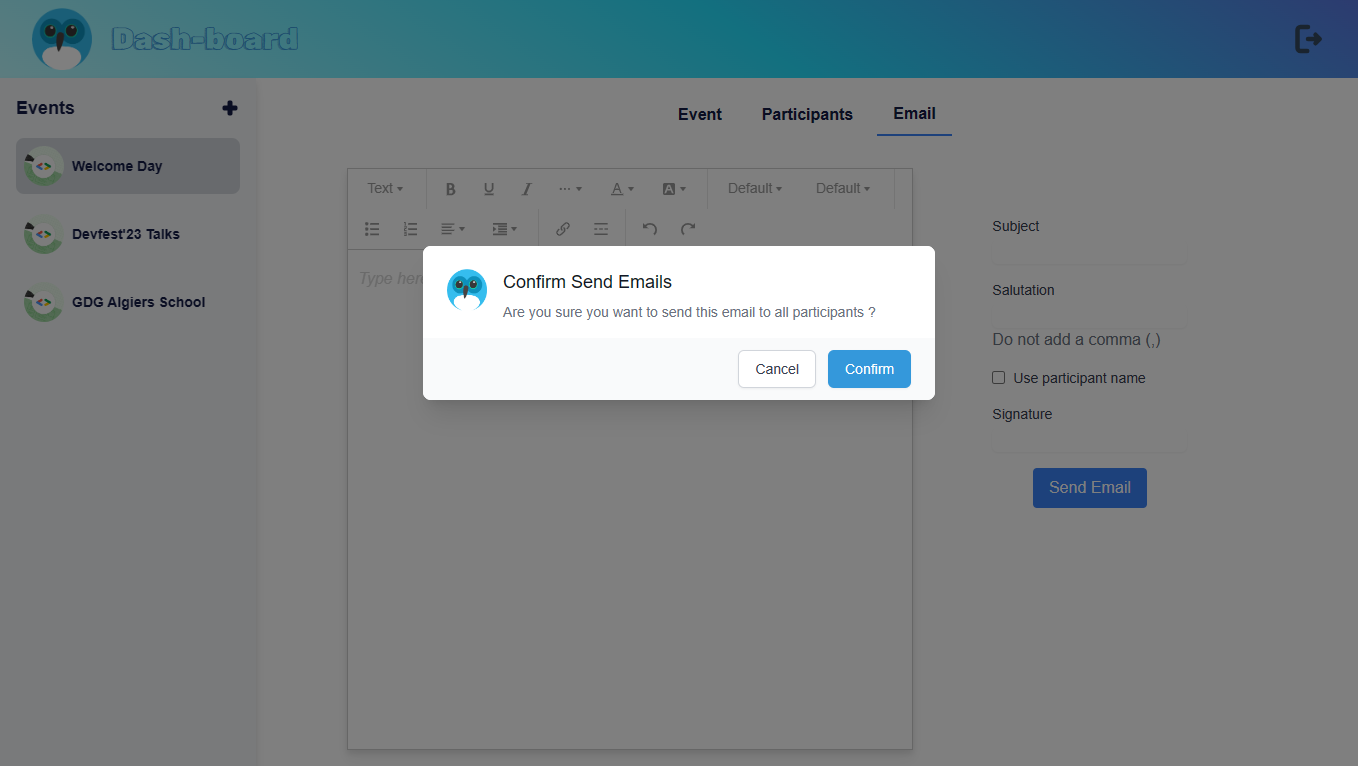 Dash-board
Events
Event Participants Email
Welcome Day
Devfest'23 Talks
GDG Algiers School
Text B U I A A Default Default
Type here
Confirm Send Emails
Are you sure you want to send this email to all participants ?
Cancel Confirm
Subject
Salutation
Do not add a comma (,)
Use participant name
Signature
Send Email